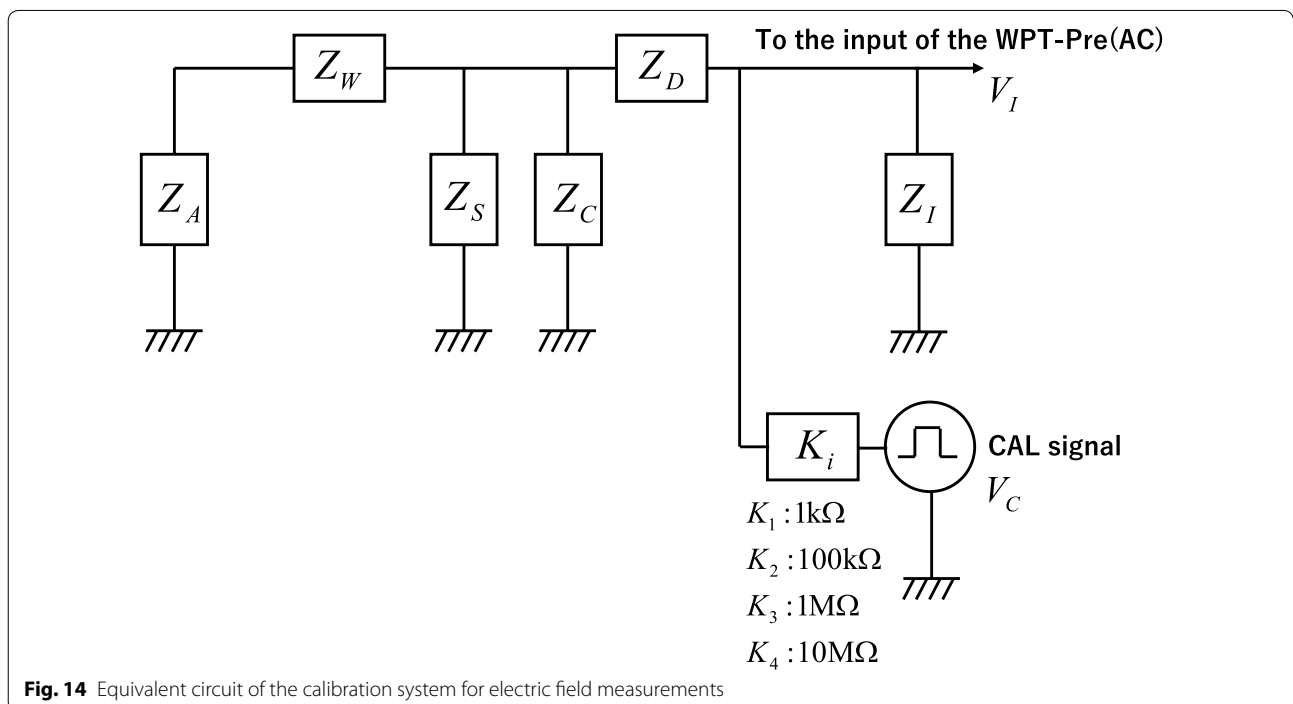 To the input of the WPT-Pre(AC)
Z_W
Z_D
V_I
Z_A
Z_S
Z_C
Z_I
K_i
CAL signal
V_C
K_1 : 1kΩ
K_2 : 100kΩ
K_3 : 1MΩ
K_4 : 10MΩ
Fig. 14 Equivalent circuit of the calibration system for electric field measurements